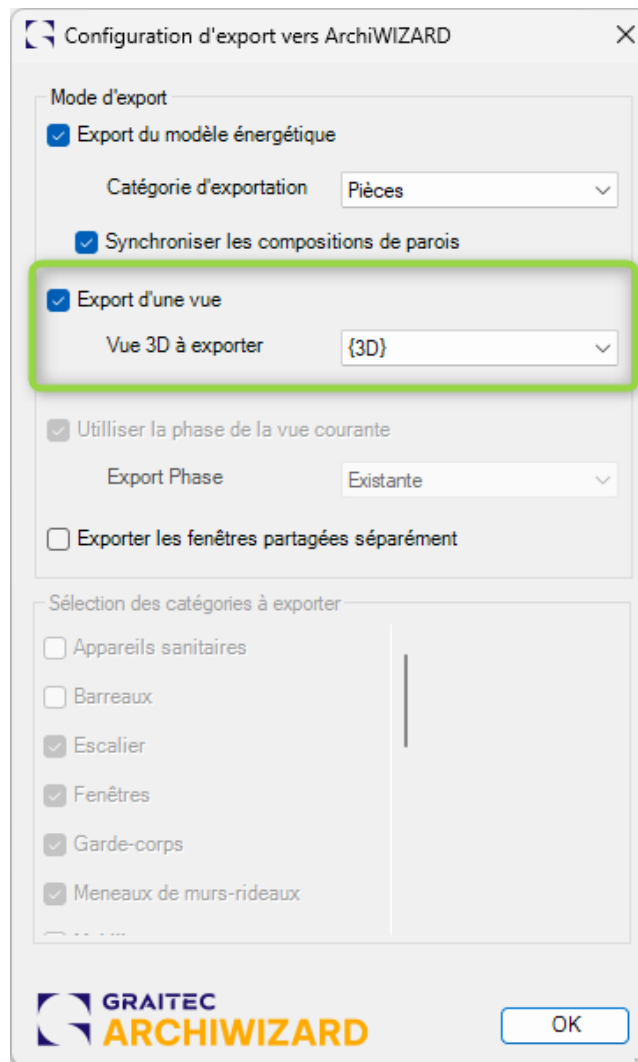 Configuration d'export vers ArchiWIZARD
Mode d'export
Export du modèle énergétique
Catégorie d'exportation Pièces
Synchroniser les compositions de parois
Export d'une vue
Vue 3D à exporter {3D}
Utilliser la phase de la vue courante
Export Phase Existante
Exporter les fenêtres partagées séparément
Sélection des catégories à exporter
Appareils sanitaires
Barreaux
Escalier
Fenêtres
Garde-corps
Meneaux de murs-rideaux
GRAITEC
ARCHIWIZARD
OK